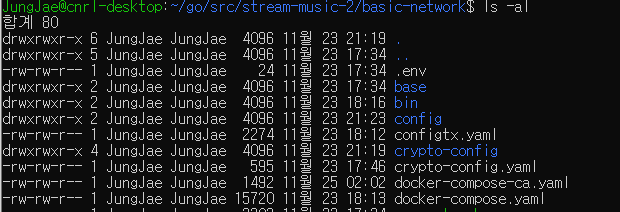 JungJae@cnrl-desktop:~/go/src/stream-music-2/basic-network$ ls -al
합계 80
drwxrwxr-x 6 JungJae JungJae 4096 11월 23 21:19 .
drwxrwxr-x 5 JungJae JungJae 4096 11월 23 17:34 ..
-rw-rw-r-- 1 JungJae JungJae 24 11월 23 17:34 .env
drwxrwxr-x 2 JungJae JungJae 4096 11월 23 17:34 base
drwxrwxr-x 2 JungJae JungJae 4096 11월 23 18:16 bin
drwxrwxr-x 2 JungJae JungJae 4096 11월 23 21:23 config
-rw-rw-r-- 1 JungJae JungJae 2274 11월 23 18:12 configtx.yaml
drwxrwxr-x 4 JungJae JungJae 4096 11월 23 21:19 crypto-config
-rw-rw-r-- 1 JungJae JungJae 595 11월 23 17:46 crypto-config.yaml
-rw-rw-r-- 1 JungJae JungJae 1492 11월 25 02:02 docker-compose-ca.yaml
-rw-rw-r-- 1 JungJae JungJae 15720 11월 23 18:13 docker-compose.yaml